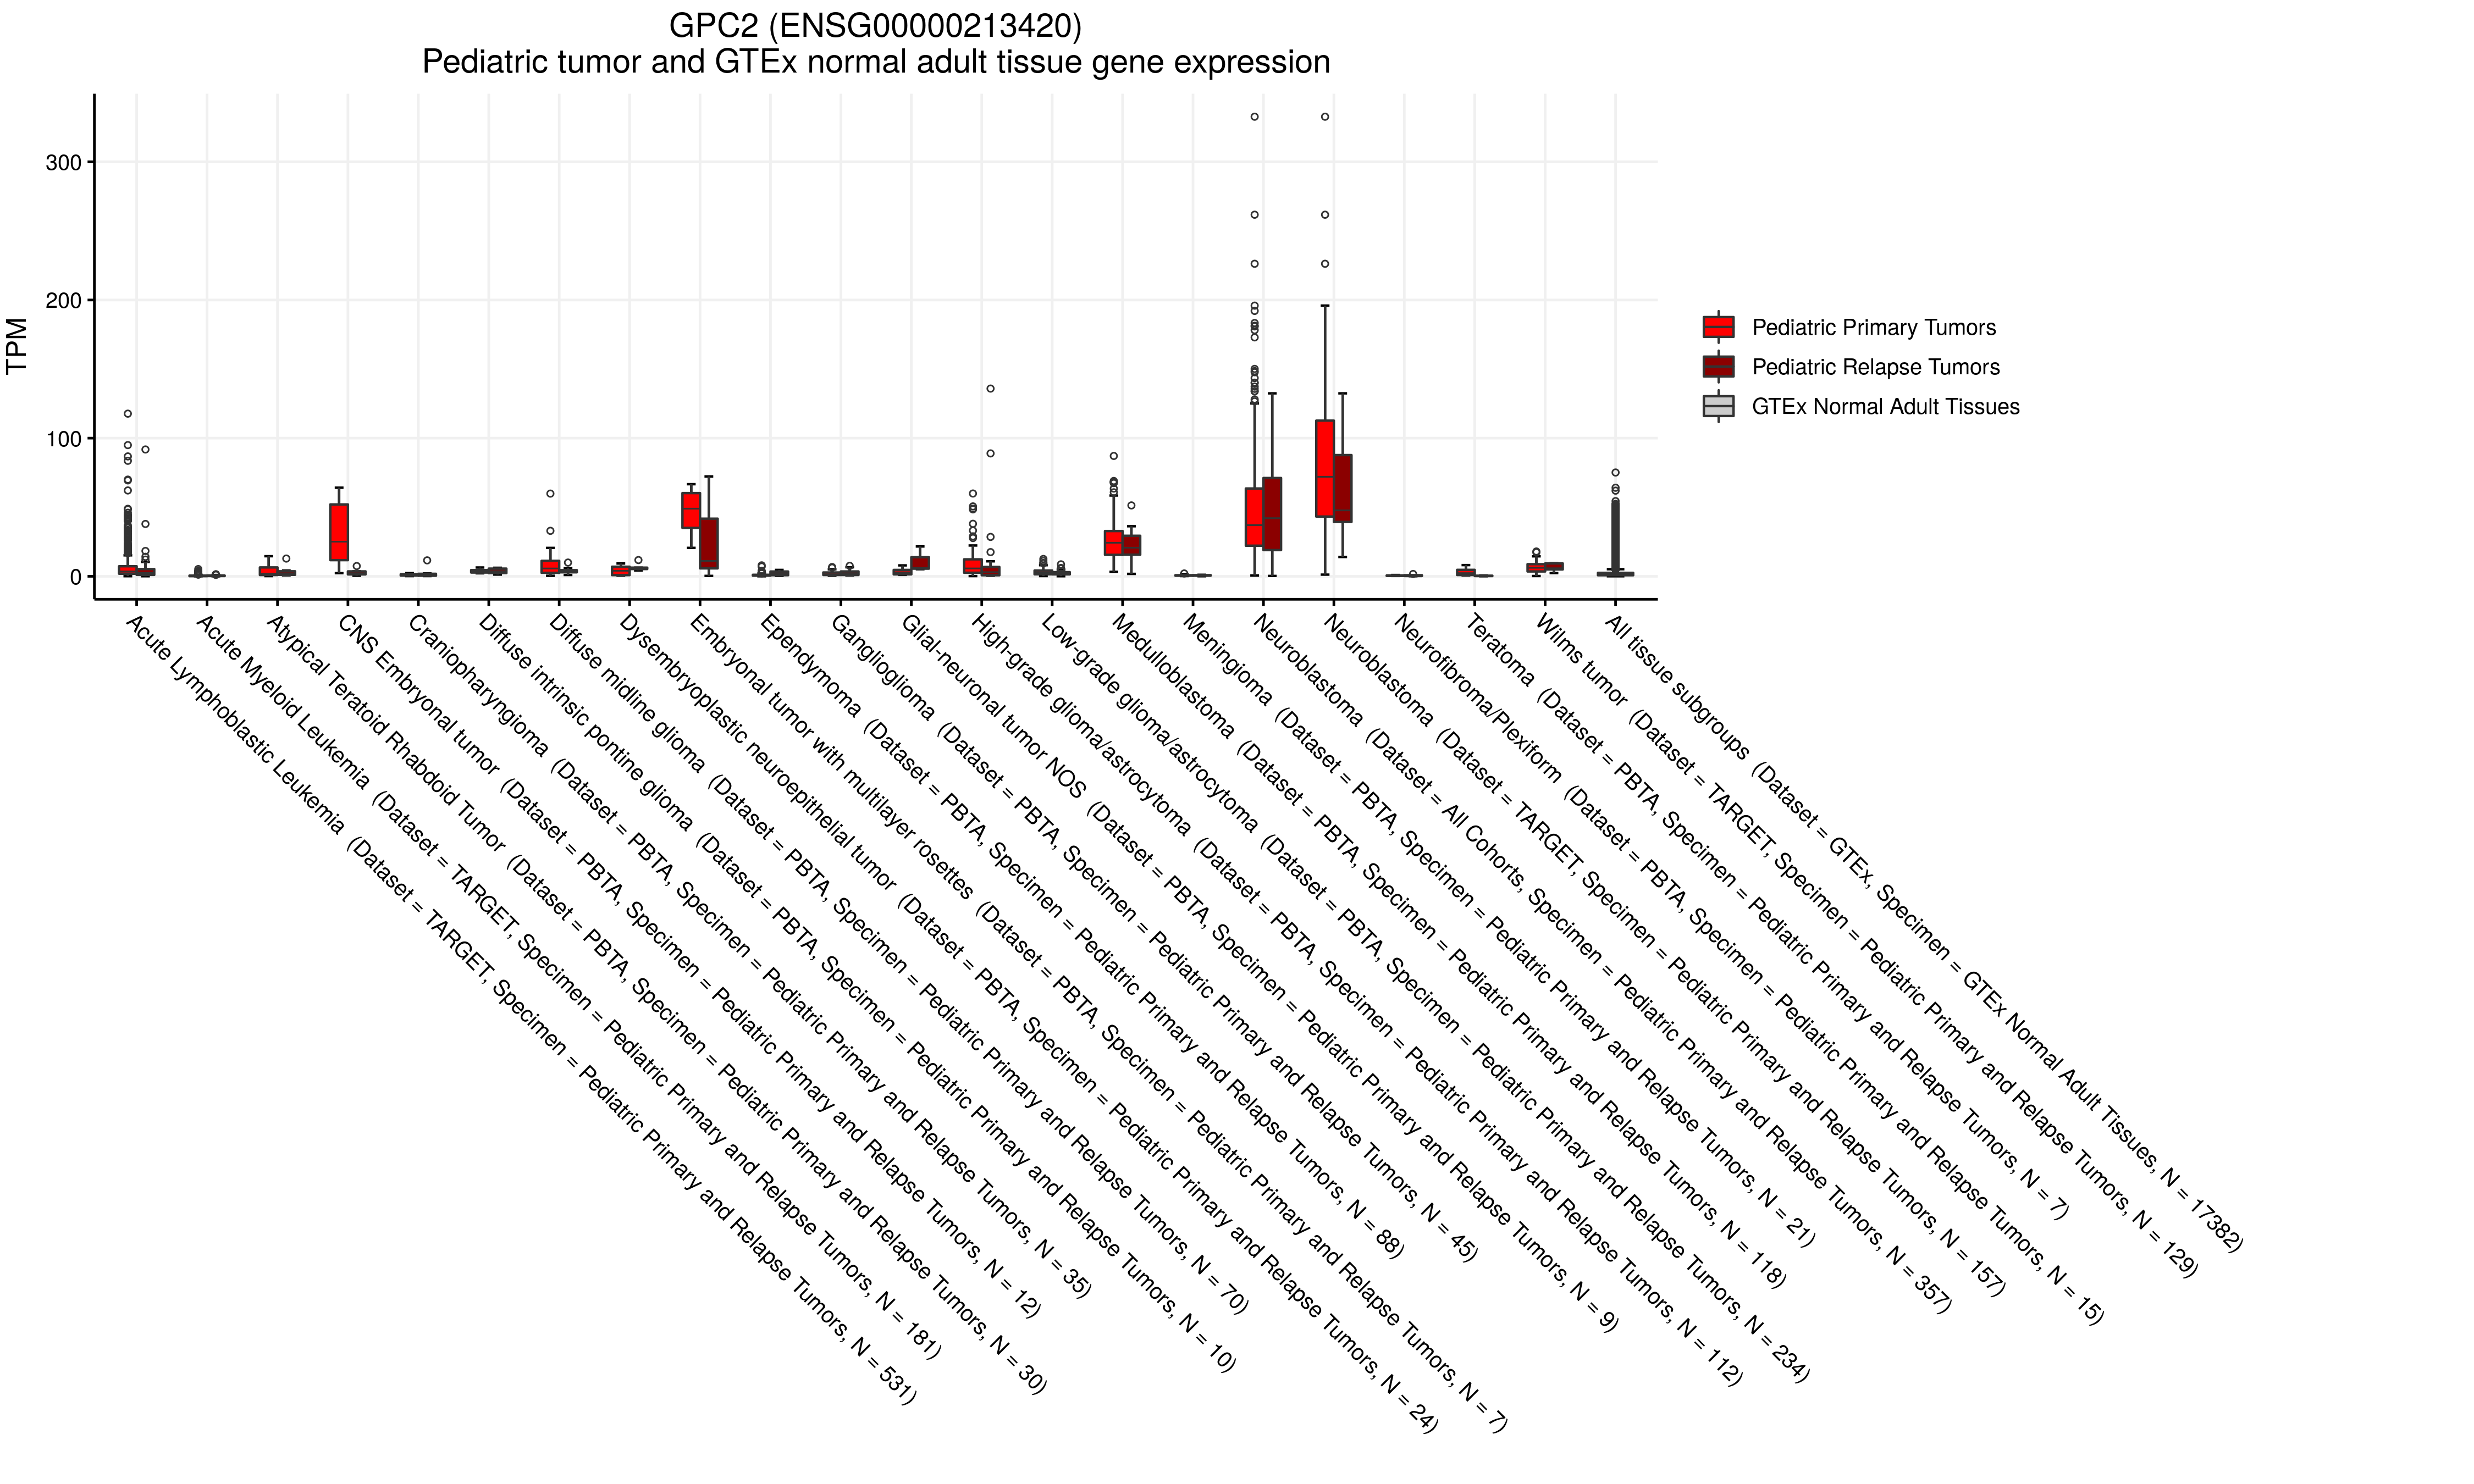 GPC2 (ENSG00000213420)
Pediatric tumor and GTEx normal adult tissue gene expression
TPM
300
200
100
0
Pediatric Primary Tumors
Pediatric Relapse Tumors
GTEx Normal Adult Tissues
Acute Lymphoblastic Leukemia (Dataset = TARGET, Specimen = Pediatric Primary and Relapse Tumors, N = 531)
Acute Myeloid Leukemia (Dataset = TARGET, Specimen = Pediatric Primary and Relapse Tumors, N = 181)
Atypical Teratoid Rhabdoid Tumor (Dataset = PBTA, Specimen = Pediatric Primary and Relapse Tumors, N = 30)
CNS Embryonal tumor (Dataset = PBTA, Specimen = Pediatric Primary and Relapse Tumors, N = 12)
Craniopharyngioma (Dataset = PBTA, Specimen = Pediatric Primary and Relapse Tumors, N = 35)
Diffuse intrinsic pontine glioma (Dataset = PBTA, Specimen = Pediatric Primary and Relapse Tumors, N = 10)
Diffuse midline glioma (Dataset = PBTA, Specimen = Pediatric Primary and Relapse Tumors, N = 70)
Dysembryoplastic neuroepithelial tumor (Dataset = PBTA, Specimen = Pediatric Primary and Relapse Tumors, N = 24)
Embryonal tumor with multilayer rosettes (Dataset = PBTA, Specimen = Pediatric Primary and Relapse Tumors, N = 7)
Ependymoma (Dataset = PBTA, Specimen = Pediatric Primary and Relapse Tumors, N = 88)
Ganglioglioma (Dataset = PBTA, Specimen = Pediatric Primary and Relapse Tumors, N = 45)
Glial-neuronal tumor NOS (Dataset = PBTA, Specimen = Pediatric Primary and Relapse Tumors, N = 9)
High-grade glioma/astrocytoma (Dataset = PBTA, Specimen = Pediatric Primary and Relapse Tumors, N = 112)
Low-grade glioma/astrocytoma (Dataset = PBTA, Specimen = Pediatric Primary and Relapse Tumors, N = 234)
Medulloblastoma (Dataset = PBTA, Specimen = Pediatric Primary and Relapse Tumors, N = 118)
Meningioma (Dataset = PBTA, Specimen = Pediatric Primary and Relapse Tumors, N = 21)
Neuroblastoma (Dataset = All Cohorts, Specimen = Pediatric Primary and Relapse Tumors, N = 357)
Neuroblastoma (Dataset = TARGET, Specimen = Pediatric Primary and Relapse Tumors, N = 157)
Neurofibroma/Plexiform (Dataset = PBTA, Specimen = Pediatric Primary and Relapse Tumors, N = 15)
Teratoma (Dataset = PBTA, Specimen = Pediatric Primary and Relapse Tumors, N = 7)
Wilms tumor (Dataset = TARGET, Specimen = Pediatric Primary and Relapse Tumors, N = 129)
All tissue subgroups (Dataset = GTEx, Specimen = GTEx Normal Adult Tissues, N = 17382)